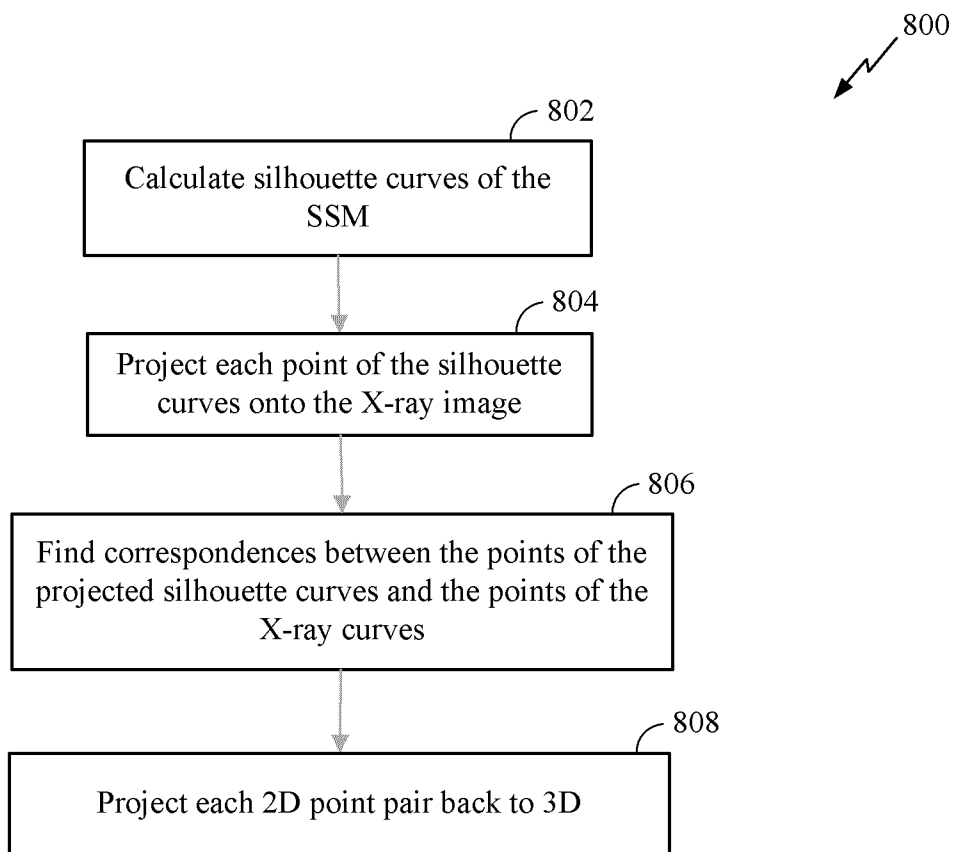 800
802
Calculate silhouette curves of the
SSM
804
Project each point of the silhouette
curves onto the X-ray image
806
Find correspondences between the points of the
projected silhouette curves and the points of the
X-ray curves
808
Project each 2D point pair back to 3D